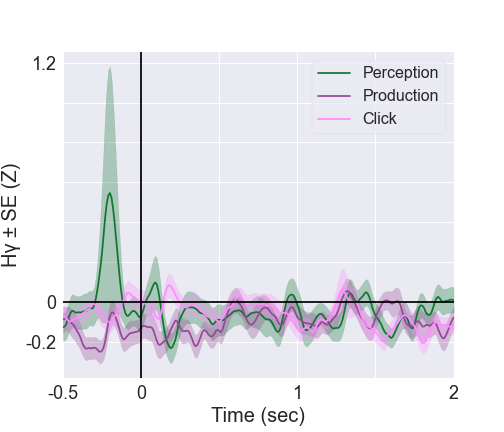 Hγ ± SE (Z)
1.2
0
-0.2
Perception
Production
Click
-0.5
0
1
2
Time (sec)